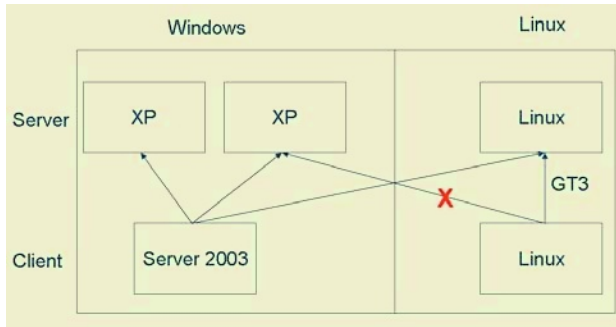 Windows
Linux
Server
XP
XP
Linux
X
GT3
Client
Server 2003
Linux